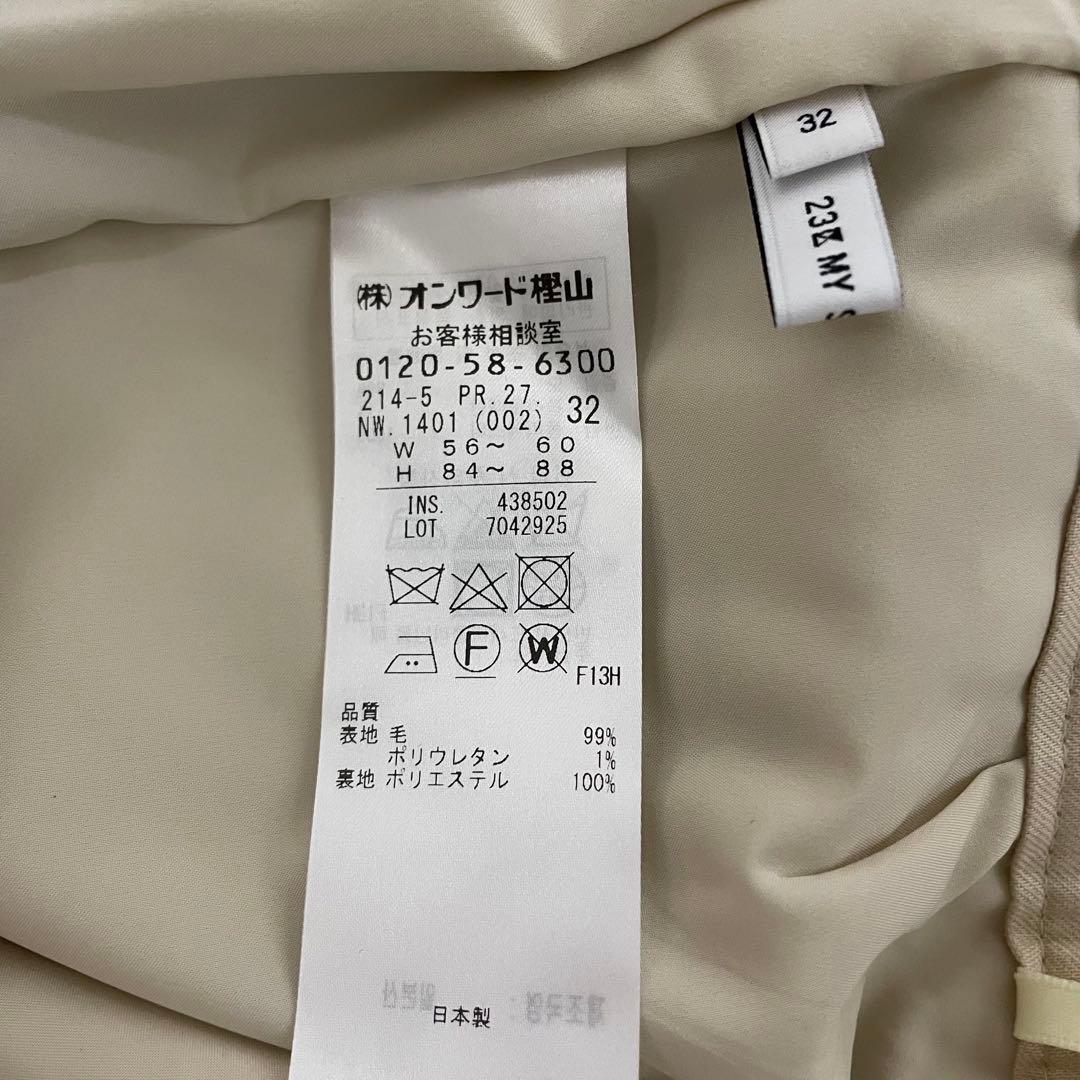 32
23区 MY S
㈱オンワード樫山
お客様相談室
0120-58-6300
214-5 PR.27.
NW.1401(002) 32
W 56～ 60
H 84～ 88
INS. 438502
LOT 7042925
F
W
F13H
品質
表地 毛 99%
ポリウレタン 1%
裏地 ポリエステル 100%
日本製